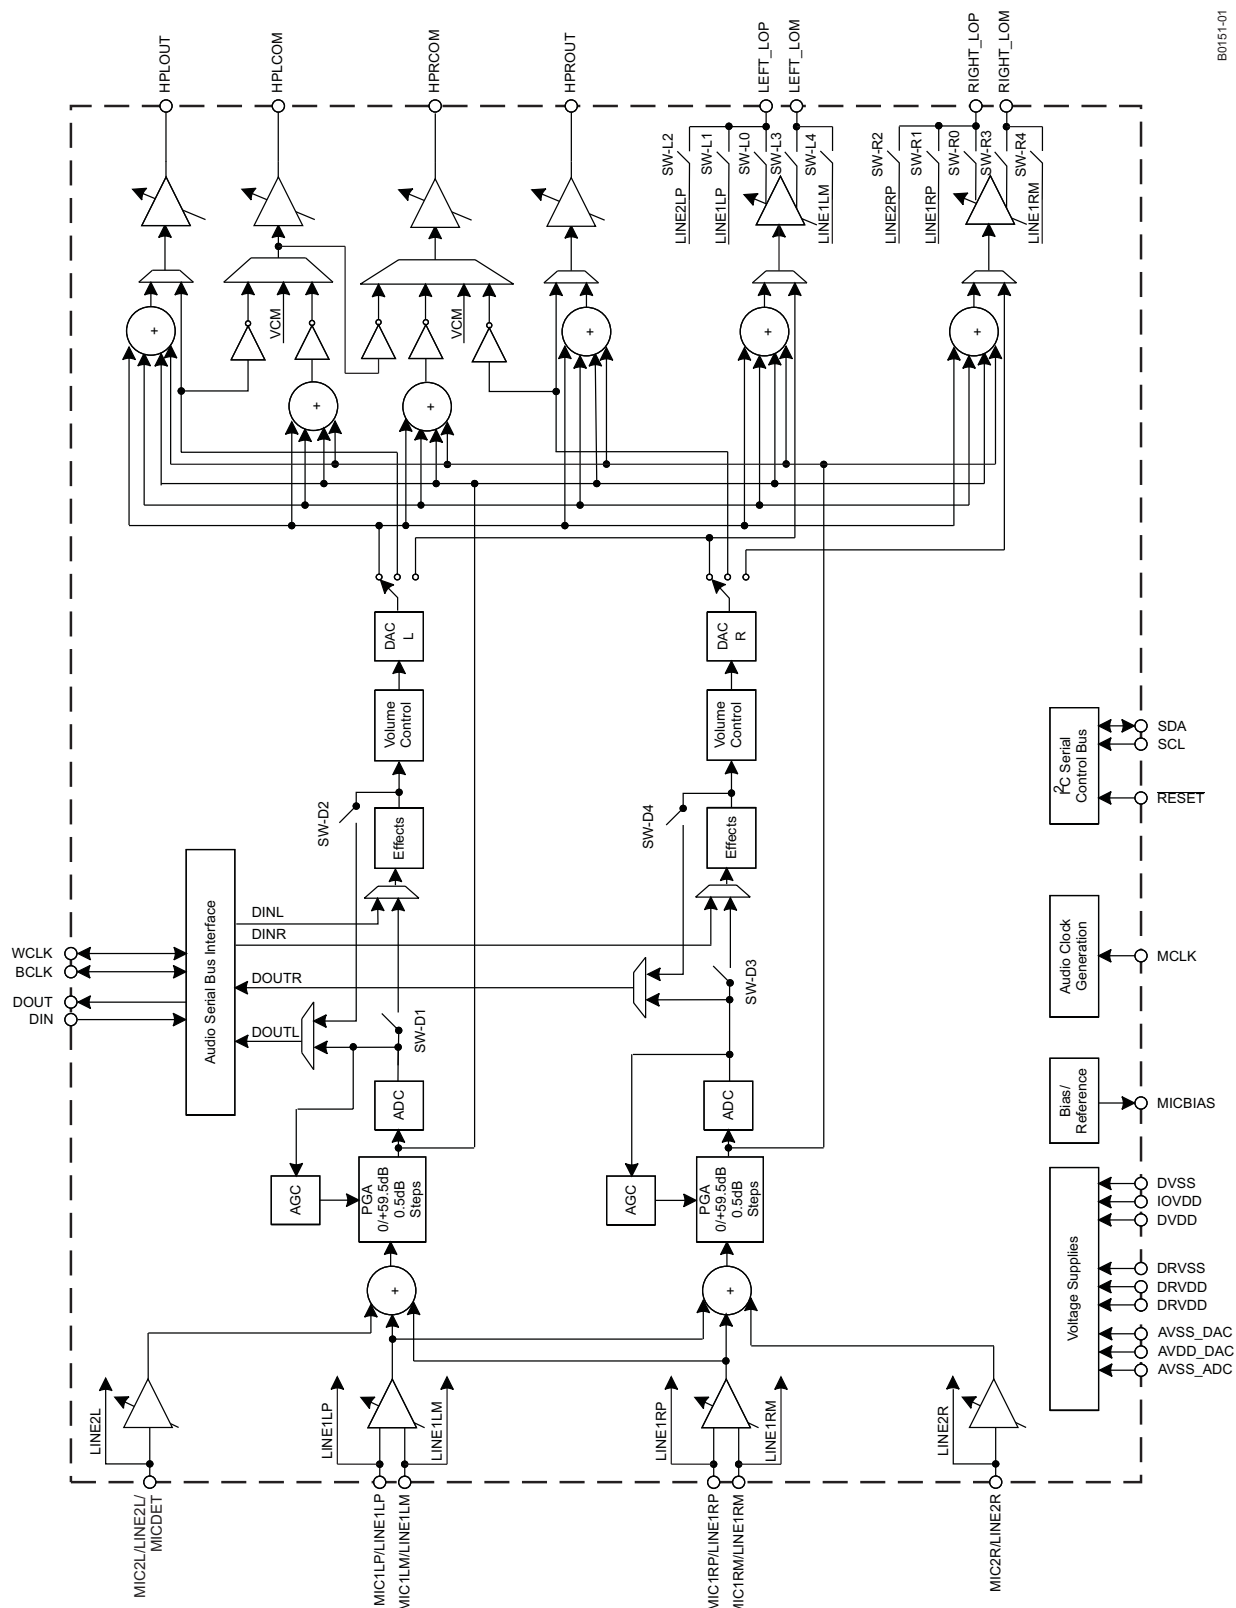 B0151-01
HPLOUT
HPLCOM
HPRCOM
HPROUT
LEFT_LOP
LEFT_LOM
RIGHT_LOP
RIGHT_LOM
SW-L2
SW-L1
SW-L0
SW-L3
SW-L4
SW-R2
SW-R1
SW-R0
SW-R3
SW-R4
LINE2LP
LINE1LP
LINE1LM
LINE2RP
LINE1RP
LINE1RM
VCM
VCM
+
+
+
+
+
+
DAC
L
DAC
R
Volume
Control
Volume
Control
SW-D2
SW-D4
Effects
Effects
I2C Serial
Control Bus
SDA
SCL
RESET
Audio Serial Bus Interface
DINL
DINR
DOUTR
DOUTL
WCLK
BCLK
DOUT
DIN
SW-D1
SW-D3
Audio Clock
Generation
MCLK
ADC
ADC
Bias/
Reference
MICBIAS
AGC
PGA
0/+59.5dB
0.5dB
Steps
AGC
PGA
0/+59.5dB
0.5dB
Steps
Voltage Supplies
DVSS
IOVDD
DVDD
DRVSS
DRVDD
DRVDD
AVSS_DAC
AVDD_DAC
AVSS_ADC
+
+
LINE2L
LINE1LP
LINE1LM
LINE1RP
LINE1RM
LINE2R
MIC2L/LINE2L/
MICDET
MIC1LP/LINE1LP
MIC1LM/LINE1LM
MIC1RP/LINE1RP
MIC1RM/LINE1RM
MIC2R/LINE2R